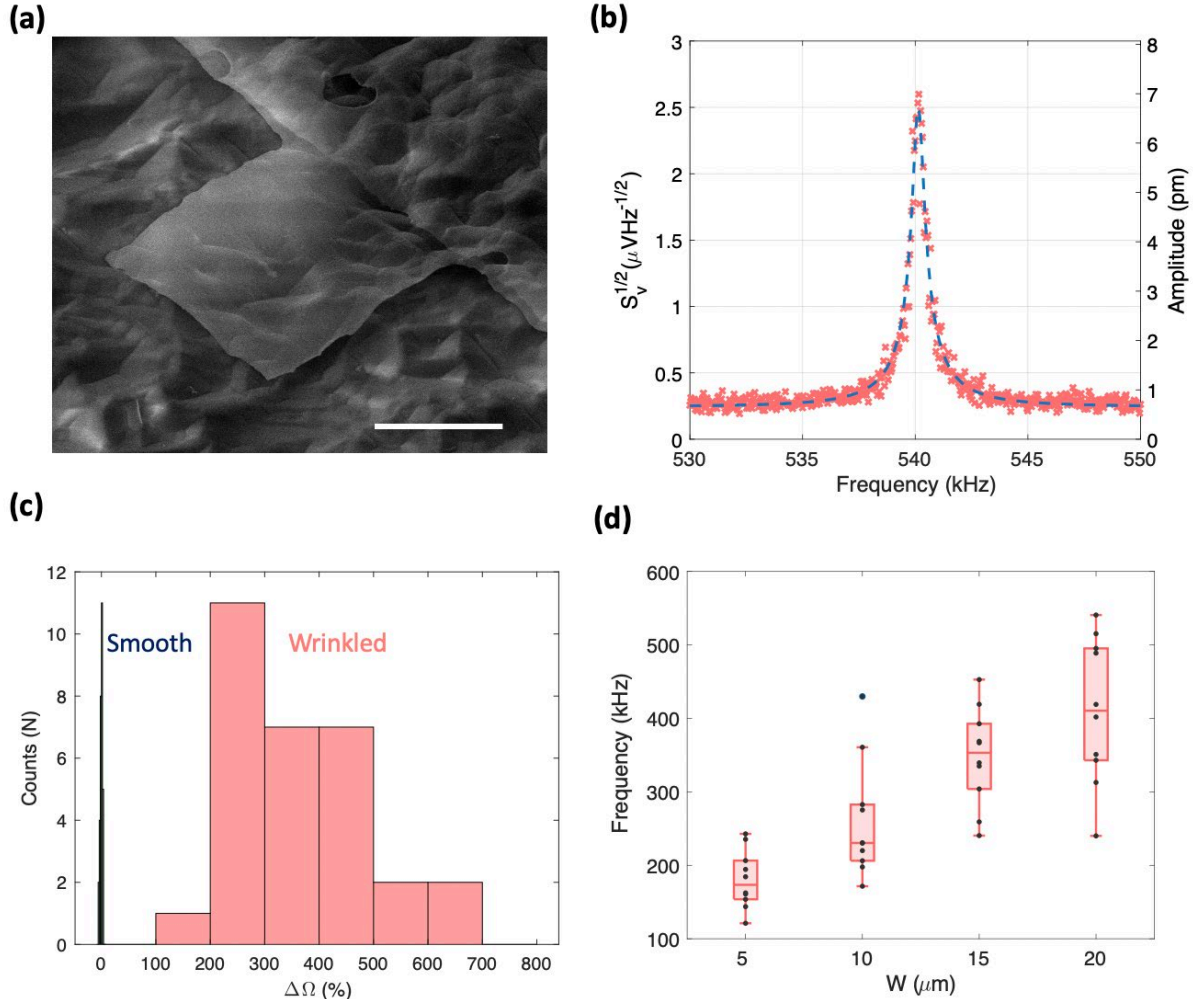 (a)
(b)
3
2.5
2
1.5
1
0.5
0
S_v^1/2 (μVHz^-1/2)
8
7
6
5
4
3
2
1
0
Amplitude (pm)
530 535 540 545 550
Frequency (kHz)
(c)
(d)
12
10
8
6
4
2
0
Counts (N)
Smooth Wrinkled
0 100 200 300 400 500 600 700 800
ΔΩ (%)
600
500
400
300
200
100
Frequency (kHz)
5 10 15 20
W (μm)